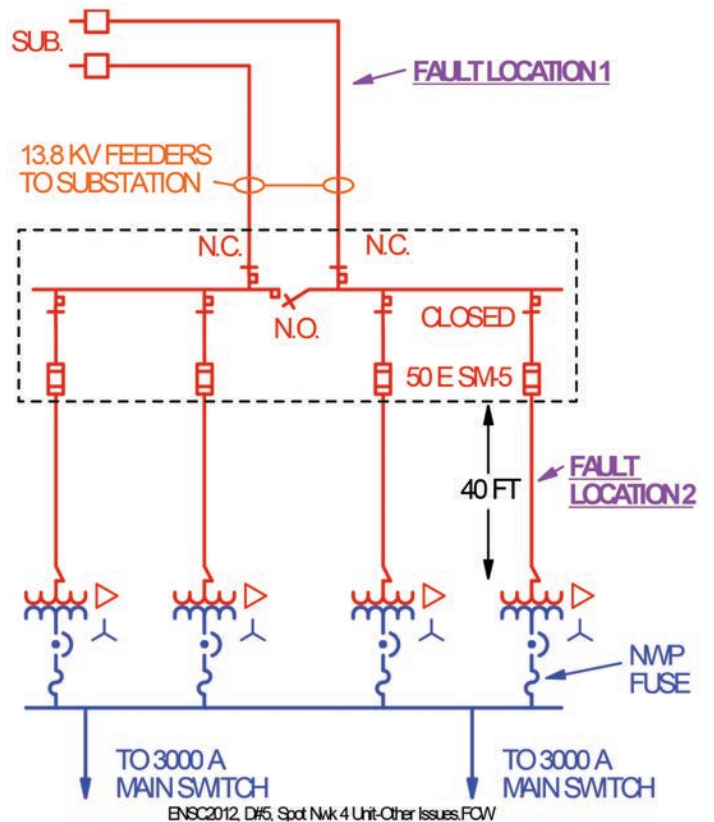 SUB.
FAULT LOCATION 1
13.8 KV FEEDERS
TO SUBSTATION
N.C.
N.C.
N.O.
CLOSED
50 E SM-5
40 FT
FAULT
LOCATION 2
NWP
FUSE
TO 3000 A
MAIN SWITCH
TO 3000 A
MAIN SWITCH
ENSC2012, D#5, Spot Nwk 4 Unit-Other Issues.FCW